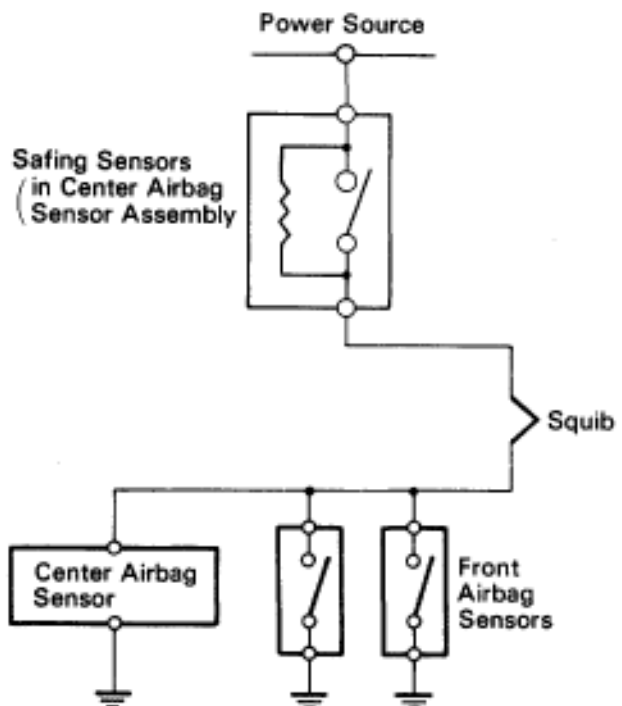 Power Source
Safing Sensors
(in Center Airbag
Sensor Assembly
Squib
Center Airbag
Sensor
Front
Airbag
Sensors